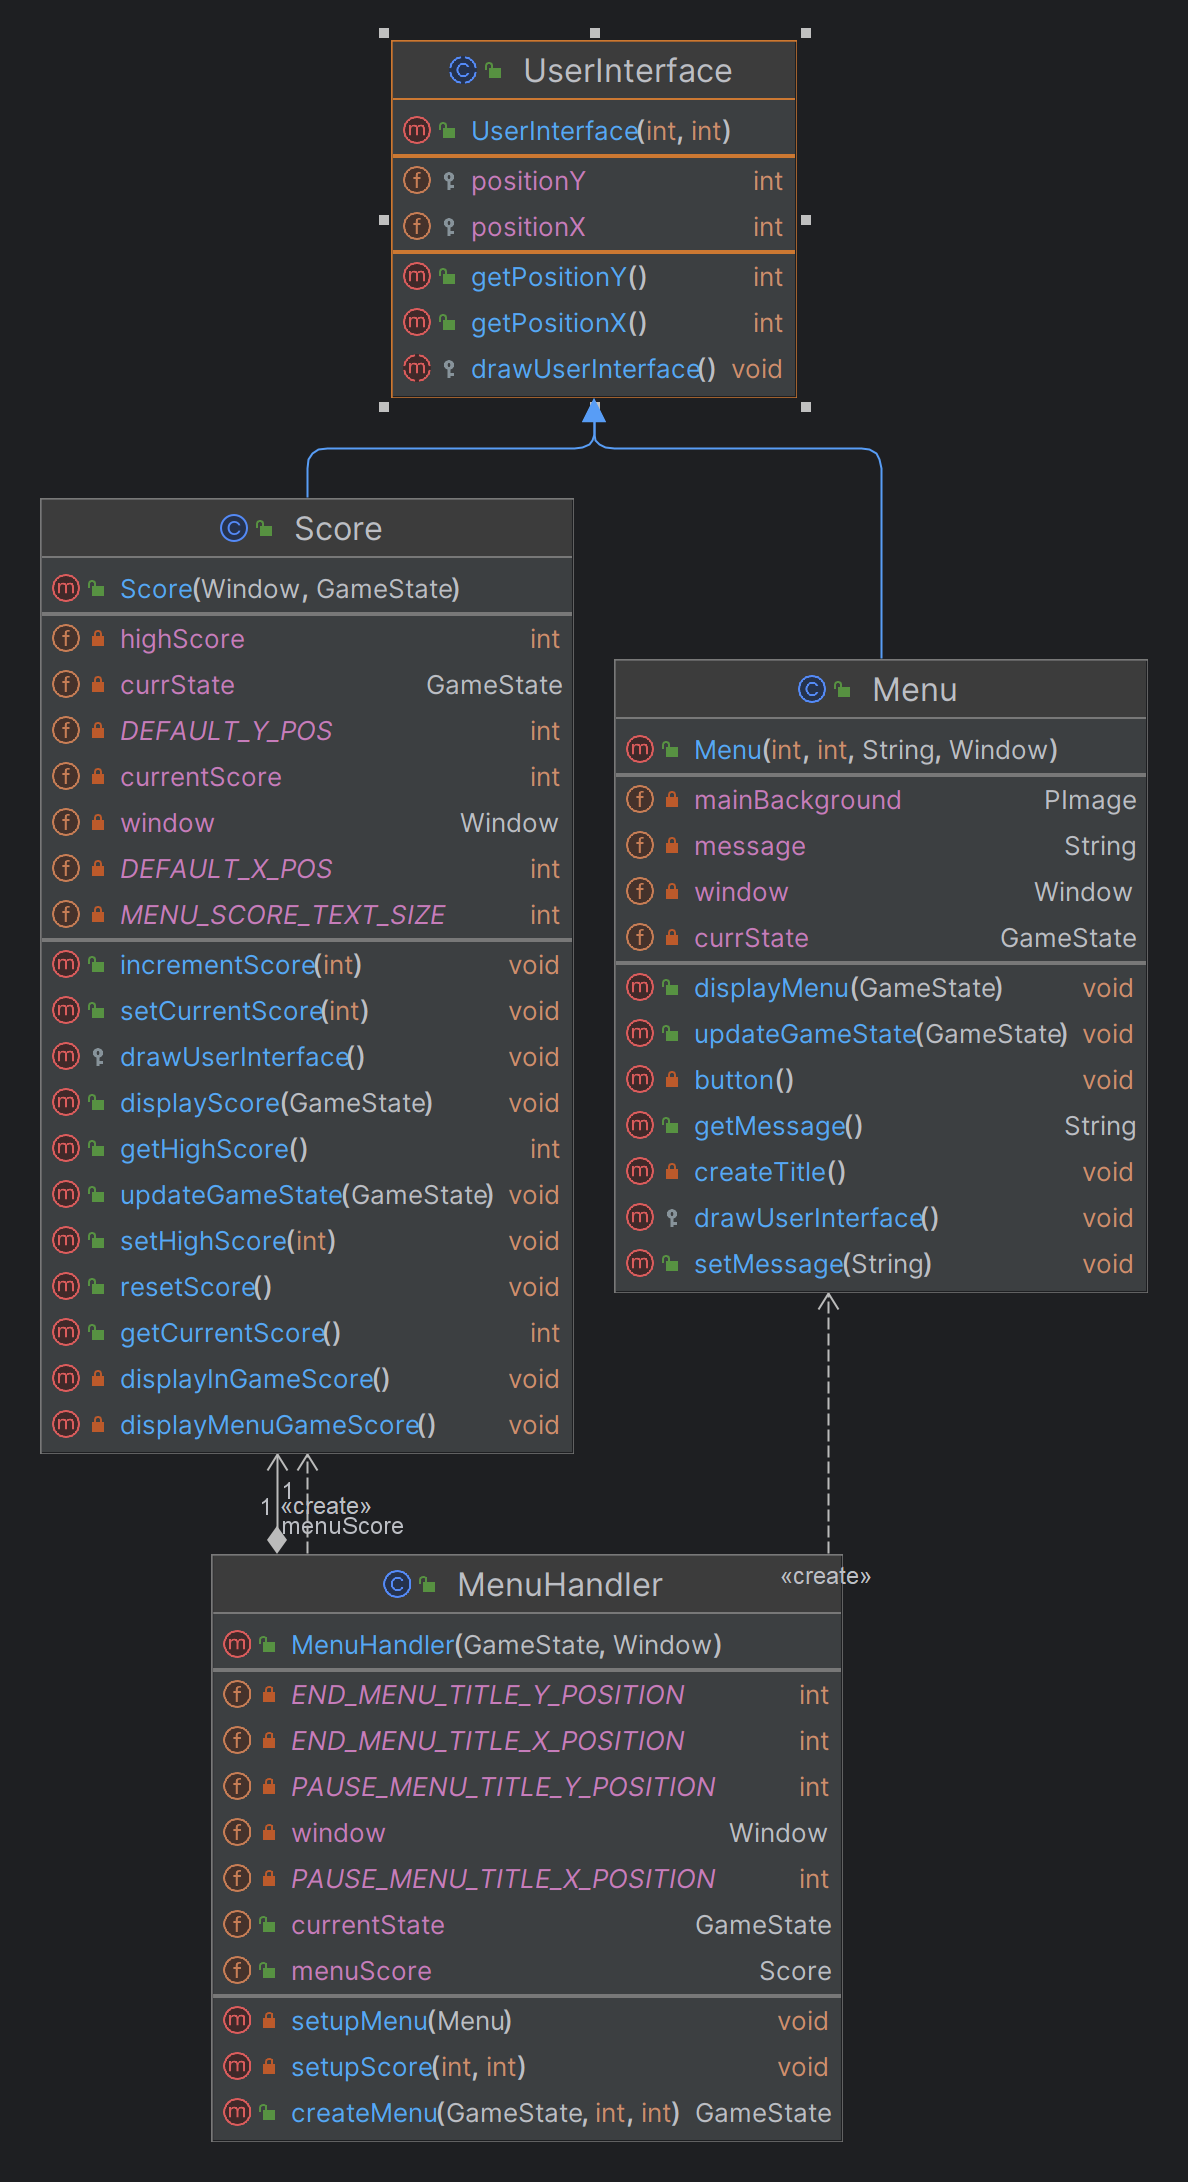 UserInterface
UserInterface(int, int)
positionY int
positionX int
getPositionY() int
getPositionX() int
drawUserInterface() void
Score
Score(Window, GameState)
highScore int
currState GameState
DEFAULT_Y_POS int
currentScore int
window Window
DEFAULT_X_POS int
MENU_SCORE_TEXT_SIZE int
incrementScore(int) void
setCurrentScore(int) void
drawUserInterface() void
displayScore(GameState) void
getHighScore() int
updateGameState(GameState) void
setHighScore(int) void
resetScore() void
getCurrentScore() int
displayInGameScore() void
displayMenuGameScore() void
Menu
Menu(int, int, String, Window)
mainBackground PImage
message String
window Window
currState GameState
displayMenu(GameState) void
updateGameState(GameState) void
button() void
getMessage() String
createTitle() void
drawUserInterface() void
setMessage(String) void
1
1 «create»
menuScore
«create»
MenuHandler
MenuHandler(GameState, Window)
END_MENU_TITLE_Y_POSITION int
END_MENU_TITLE_X_POSITION int
PAUSE_MENU_TITLE_Y_POSITION int
window Window
PAUSE_MENU_TITLE_X_POSITION int
currentState GameState
menuScore Score
setupMenu(Menu) void
setupScore(int, int) void
createMenu(GameState, int, int) GameState